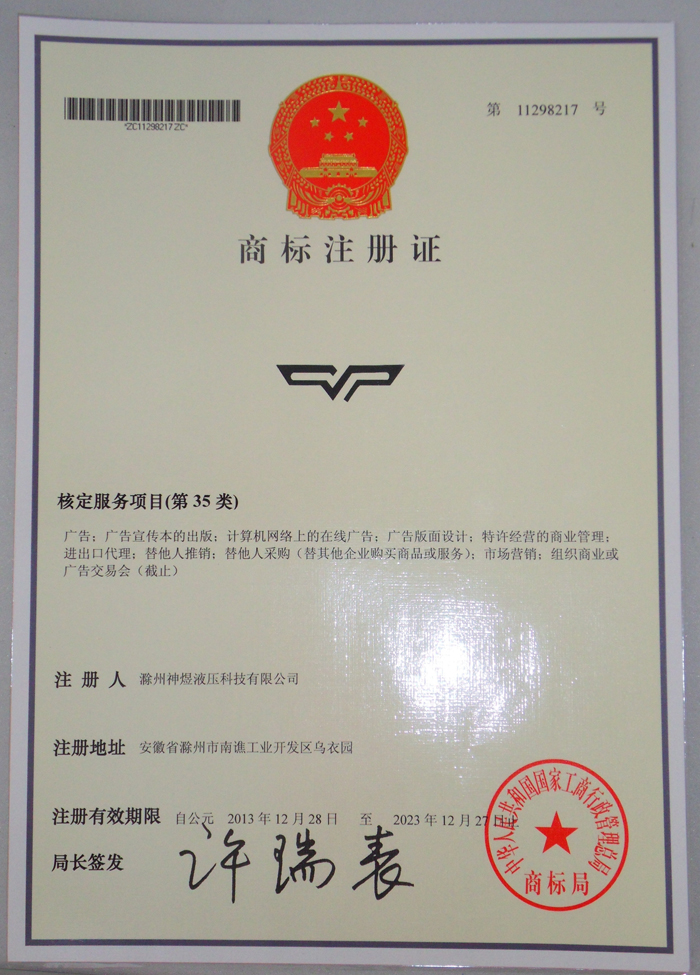 *ZC11298217ZC*
第 11298217 号
商标注册证
核定服务项目(第 35 类)
广告；广告宣传本的出版；计算机网络上的在线广告；广告版面设计；特许经营的商业管理；
进出口代理；替他人推销；替他人采购（替其他企业购买商品或服务）；市场营销；组织商业或
广告交易会（截止）
注册人 滁州神煜液压科技有限公司
注册地址 安徽省滁州市南谯工业开发区乌衣园
注册有效期限 自公元 2013 年 12 月 28 日 至 2023 年 12 月 27 日止
局长签发 许瑞表
中华人民共和国国家工商行政管理总局
商标局